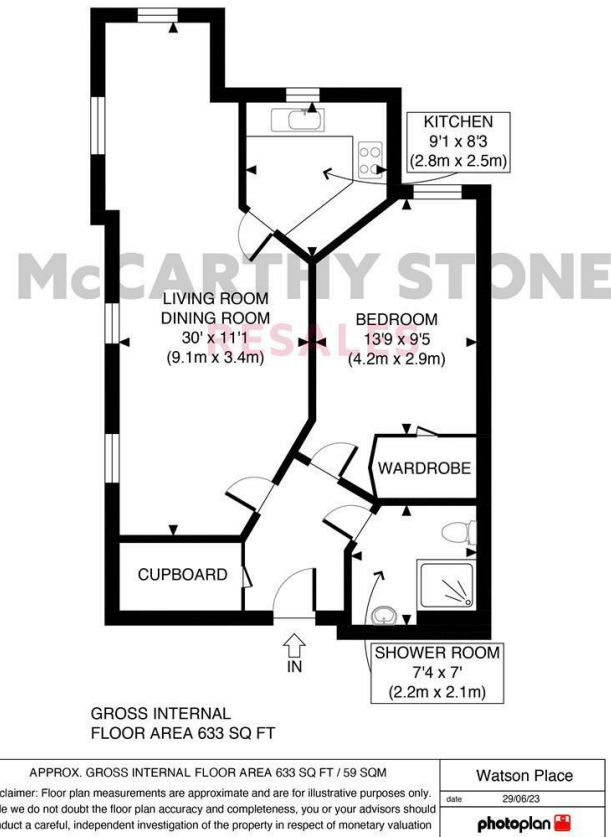 KITCHEN
9'1 x 8'3
(2.8m x 2.5m)
McCARTHY STONE
RESALES
LIVING ROOM
DINING ROOM
30' x 11'1
(9.1m x 3.4m)
BEDROOM
13'9 x 9'5
(4.2m x 2.9m)
WARDROBE
CUPBOARD
IN
SHOWER ROOM
7'4 x 7'
(2.2m x 2.1m)
GROSS INTERNAL
FLOOR AREA 633 SQ FT
APPROX. GROSS INTERNAL FLOOR AREA 633 SQ FT / 59 SQM
Floor plan measurements are approximate and are for illustrative purposes only.
we do not doubt the floor plan accuracy and completeness, you or your advisors should
a careful, independent investigation of the property in respect of monetary valuation
Watson Place
date 29/06/23
photoplan